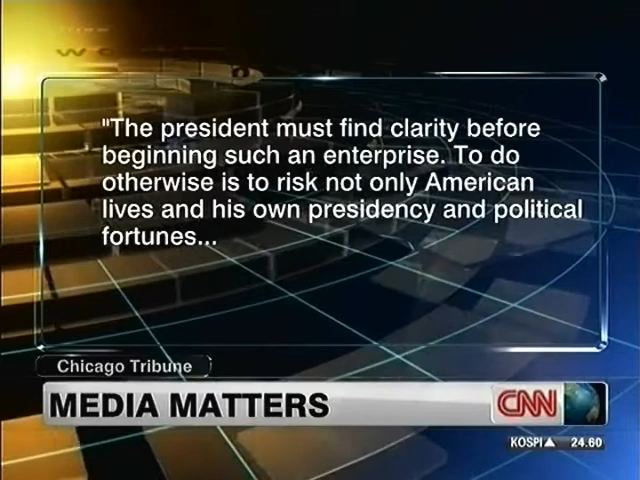 "The president must find clarity before
beginning such an enterprise. To do
otherwise is to risk not only American
lives and his own presidency and political
fortunes...
Chicago Tribune
MEDIA MATTERS
CNN
KOSPI▲ 24.60